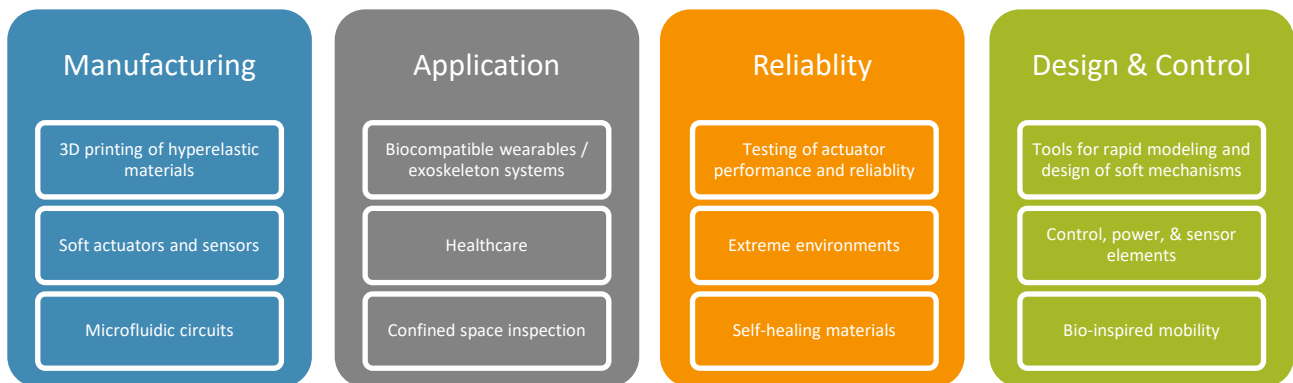 Manufacturing
3D printing of hyperelastic
materials
Soft actuators and sensors
Microfluidic circuits
Application
Biocompatible wearables /
exoskeleton systems
Healthcare
Confined space inspection
Reliablity
Testing of actuator
performance and reliablity
Extreme environments
Self-healing materials
Design & Control
Tools for rapid modeling and
design of soft mechanisms
Control, power, & sensor
elements
Bio-inspired mobility